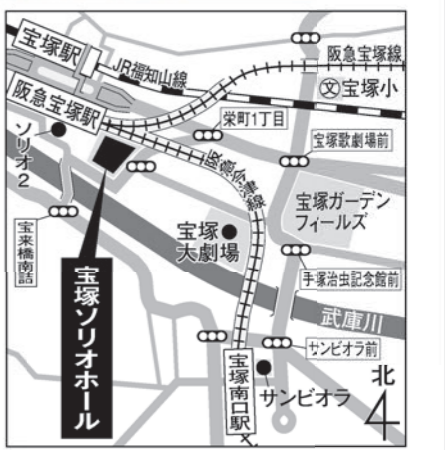 宝塚駅
JR福知山線
阪急宝塚線
文宝塚小
阪急宝塚駅
栄町1丁目
宝塚歌劇場前
ソリオ2
阪急今津線
宝塚ガーデン
フィールズ
宝来橋南詰
宝塚
大劇場
手塚治虫記念館前
宝塚ソリオホール
武庫川
サンビオラ前
宝塚南口駅
サンビオラ
北